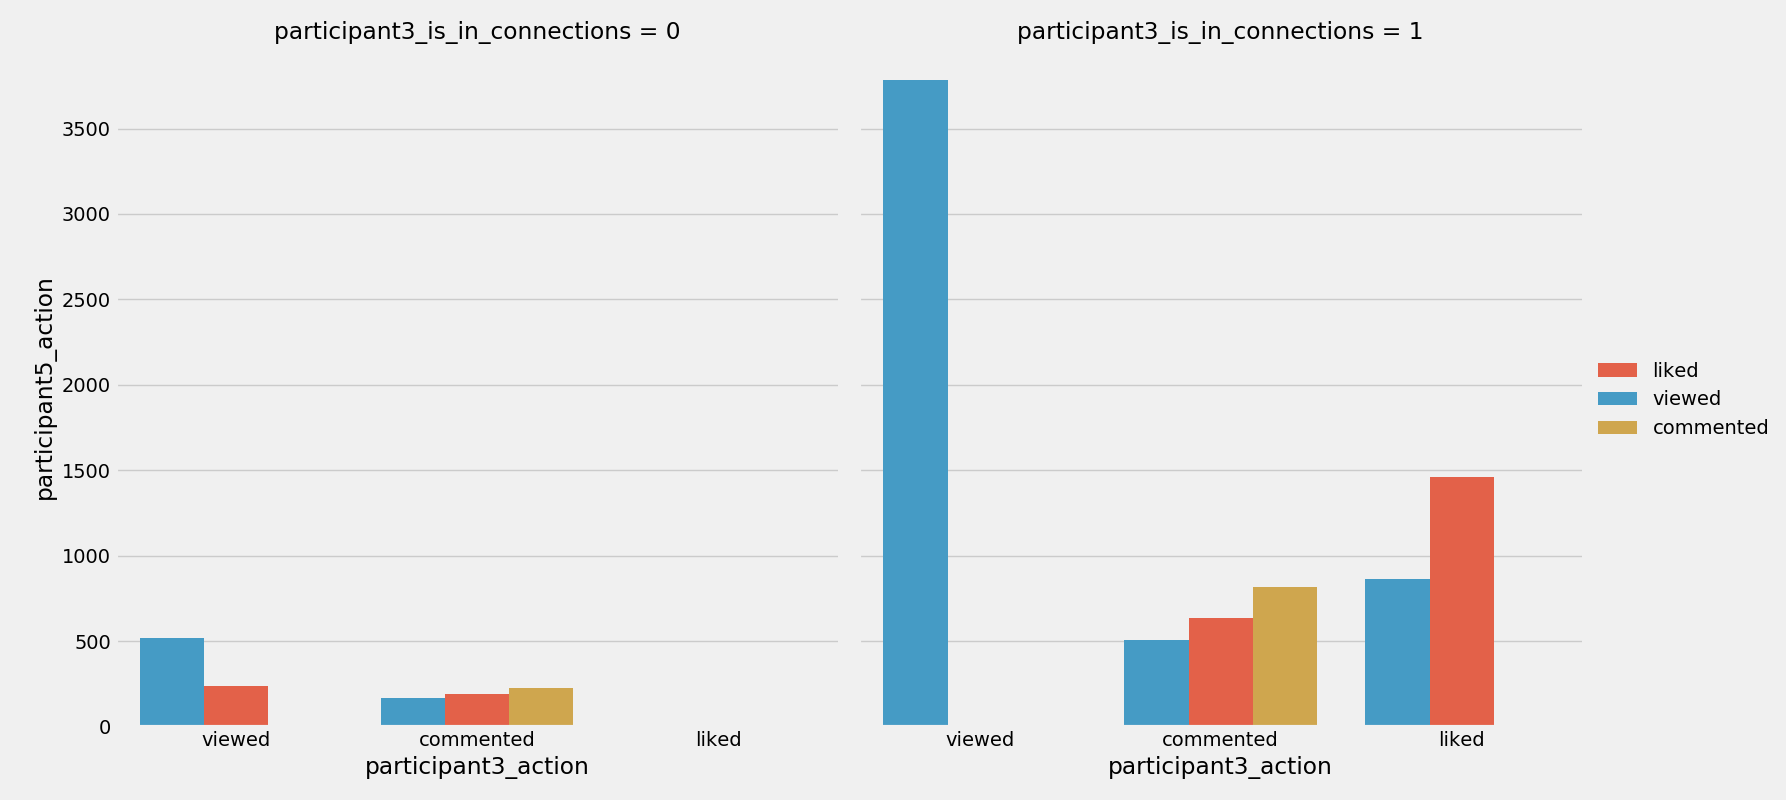 participant3_is_in_connections = 0
participant3_is_in_connections = 1
participant5_action
3500
3000
2500
2000
1500
1000
500
0
viewed
commented
liked
participant3_action
viewed
commented
liked
participant3_action
liked
viewed
commented